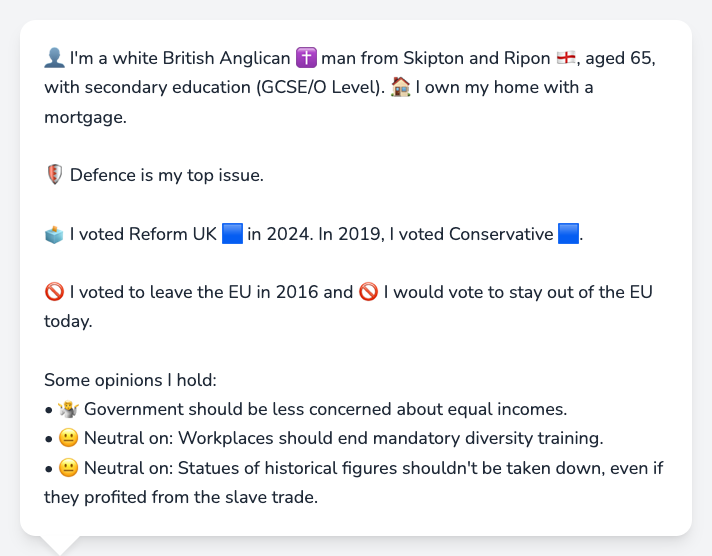 👤 I'm a white British Anglican ✝️ man from Skipton and Ripon 🏴󠁧󠁢󠁥󠁮󠁧󠁿, aged 65,
with secondary education (GCSE/O Level). 🏠 I own my home with a
mortgage.
🛡️ Defence is my top issue.
🗳️ I voted Reform UK 🟦 in 2024. In 2019, I voted Conservative 🟦.
🚫 I voted to leave the EU in 2016 and 🚫 I would vote to stay out of the EU
today.
Some opinions I hold:
• 🤷 Government should be less concerned about equal incomes.
• 😐 Neutral on: Workplaces should end mandatory diversity training.
• 😐 Neutral on: Statues of historical figures shouldn't be taken down, even if
they profited from the slave trade.